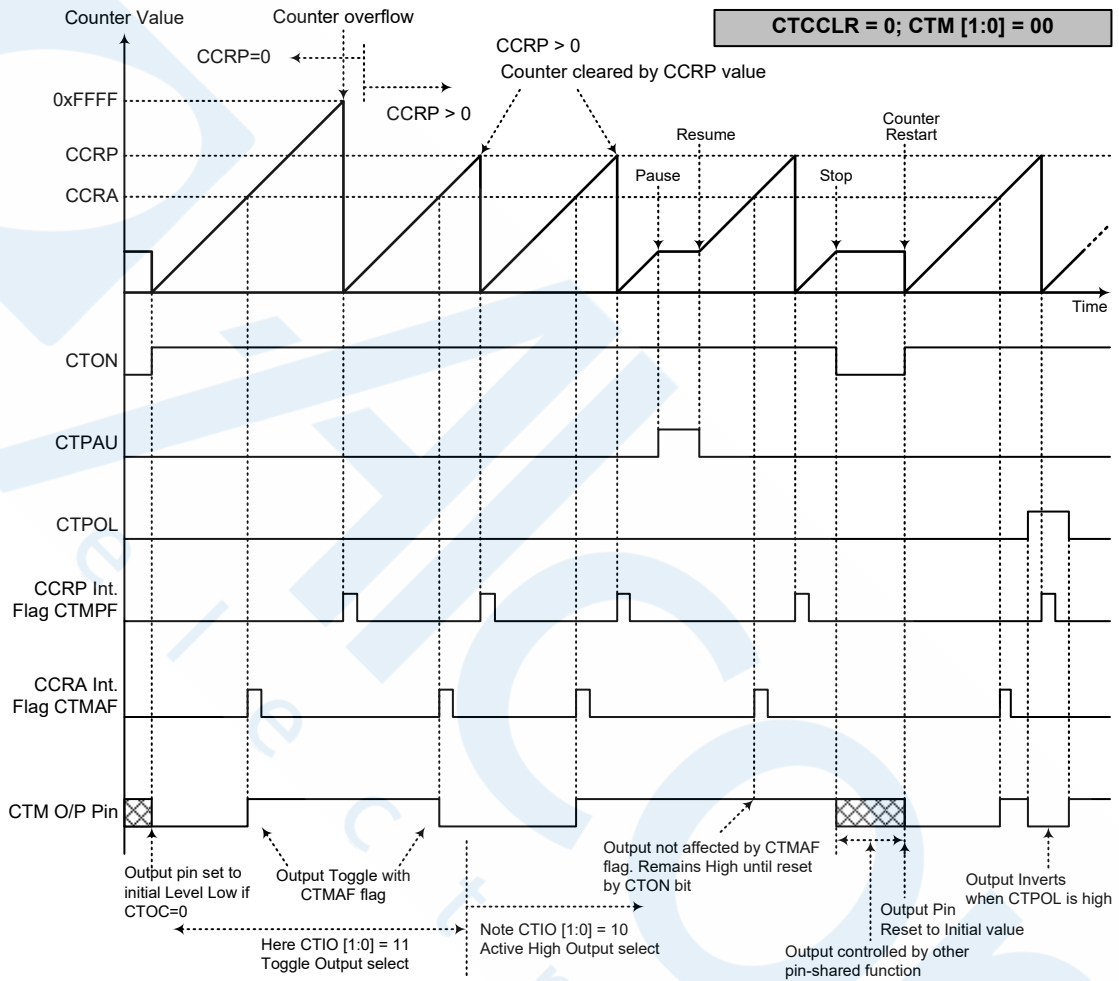 Counter Value
Counter overflow
CTCCLR = 0; CTM [1:0] = 00
CCRP=0
CCRP > 0
CCRP > 0
Counter cleared by CCRP value
0xFFFF
CCRP
CCRA
Pause
Resume
Stop
Counter
Restart
Time
CTON
CTPAU
CTPOL
CCRP Int.
Flag CTMPF
CCRA Int.
Flag CTMAF
CTM O/P Pin
Output pin set to
initial Level Low if
CTOC=0
Output Toggle with
CTMAF flag
Here CTIO [1:0] = 11
Toggle Output select
Note CTIO [1:0] = 10
Active High Output select
Output not affected by CTMAF
flag. Remains High until reset
by CTON bit
Output controlled by other
pin-shared function
Output Pin
Reset to Initial value
Output Inverts
when CTPOL is high